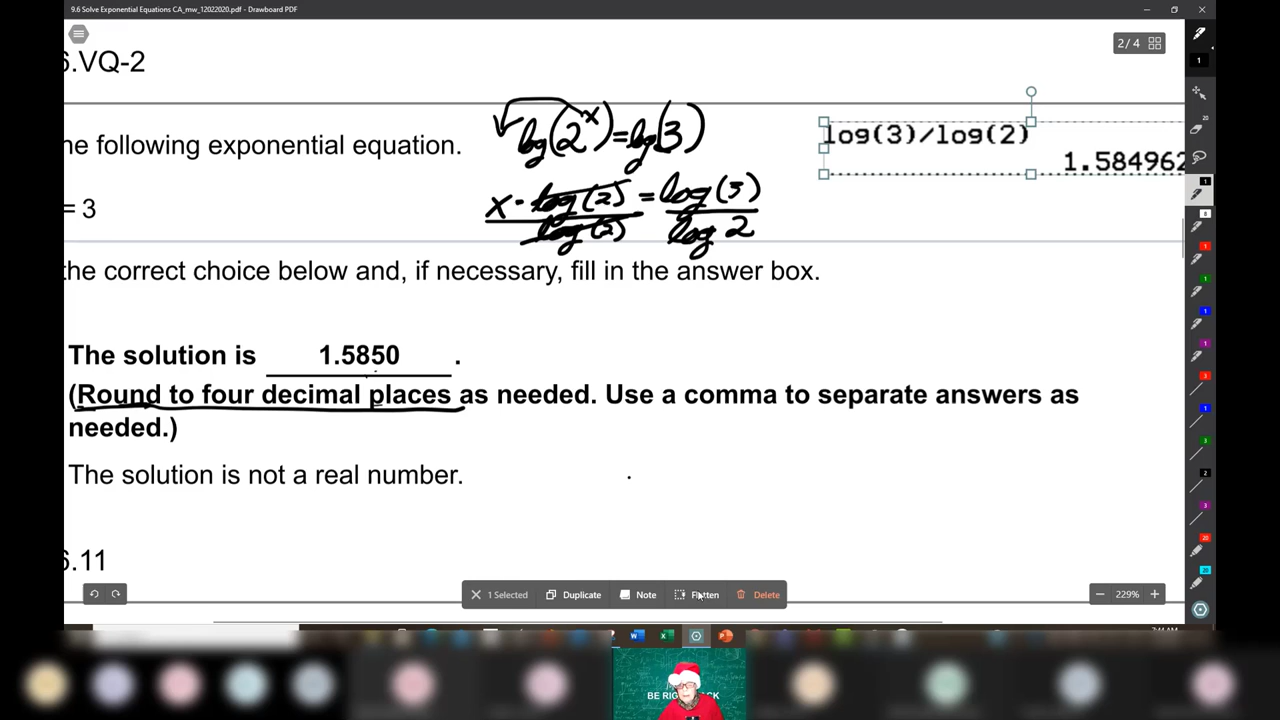 9.6 Solve Exponential Equations CA_mw_12022020.pdf - Drawboard PDF
2/4
6.VQ-2
he following exponential equation.
log(2^x)=log(3)
log(3)/log(2)
1.584962
= 3
x · log(2) = log(3)
log(2) log 2
the correct choice below and, if necessary, fill in the answer box.
The solution is 1.5850 .
(Round to four decimal places as needed. Use a comma to separate answers as
needed.)
The solution is not a real number.
6.11
1 Selected Duplicate Note Flatten Delete
229%